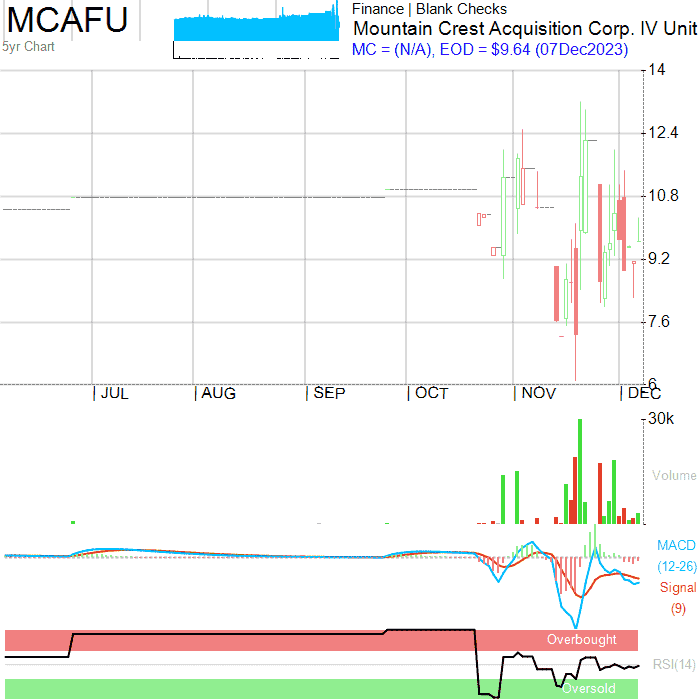 MCAFU
Finance | Blank Checks
Mountain Crest Acquisition Corp. IV Unit
5yr Chart
MC = (N/A), EOD = $9.64 (07Dec2023)
14
12.4
10.8
9.2
7.6
6
JUL AUG SEP OCT NOV DEC
30k
Volume
MACD
(12-26)
Signal
(9)
Overbought
RSI(14)
Oversold